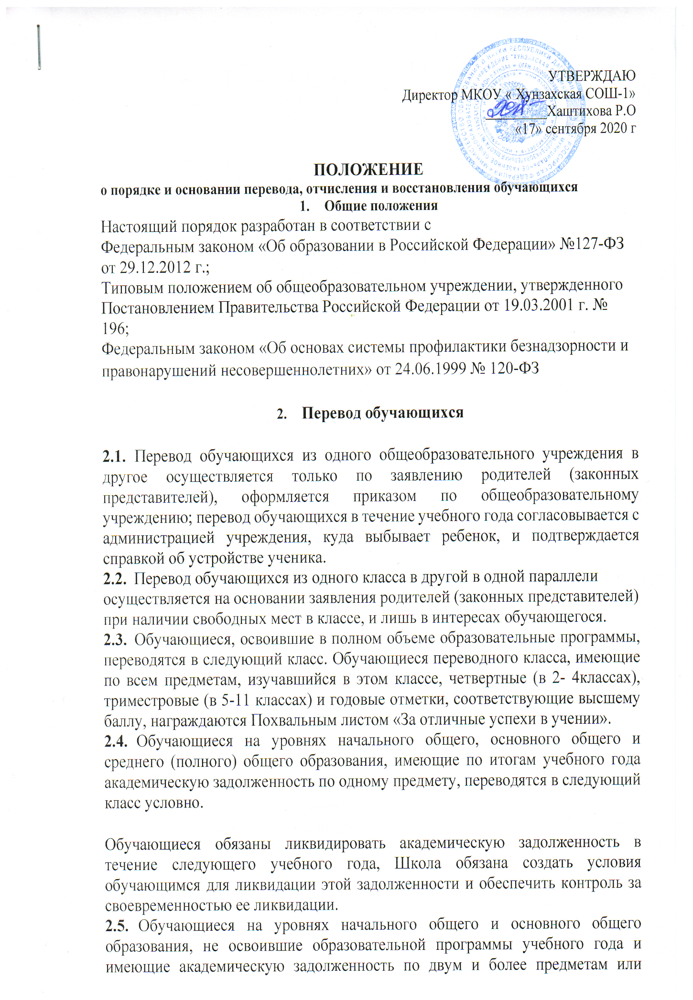 УТВЕРЖДАЮ
Директор МКОУ « Хунзахская СОШ-1»
Хаштихова Р.О
«17» сентября 2020 г
ПОЛОЖЕНИЕ
о порядке и основании перевода, отчисления и восстановления обучающихся
1. Общие положения
Настоящий порядок разработан в соответствии с
Федеральным законом «Об образовании в Российской Федерации» №127-ФЗ
от 29.12.2012 г.;
Типовым положением об общеобразовательном учреждении, утвержденного
Постановлением Правительства Российской Федерации от 19.03.2001 г. №
196;
Федеральным законом «Об основах системы профилактики безнадзорности и
правонарушений несовершеннолетних» от 24.06.1999 № 120-ФЗ
2. Перевод обучающихся
2.1. Перевод обучающихся из одного общеобразовательного учреждения в
другое осуществляется только по заявлению родителей (законных
представителей), оформляется приказом по общеобразовательному
учреждению; перевод обучающихся в течение учебного года согласовывается с
администрацией учреждения, куда выбывает ребенок, и подтверждается
справкой об устройстве ученика.
2.2. Перевод обучающихся из одного класса в другой в одной параллели
осуществляется на основании заявления родителей (законных представителей)
при наличии свободных мест в классе, и лишь в интересах обучающегося.
2.3. Обучающиеся, освоившие в полном объеме образовательные программы,
переводятся в следующий класс. Обучающиеся переводного класса, имеющие
по всем предметам, изучавшийся в этом классе, четвертные (в 2- 4классах),
триместровые (в 5-11 классах) и годовые отметки, соответствующие высшему
баллу, награждаются Похвальным листом «За отличные успехи в учении».
2.4. Обучающиеся на уровнях начального общего, основного общего и
среднего (полного) общего образования, имеющие по итогам учебного года
академическую задолженность по одному предмету, переводятся в следующий
класс условно.
Обучающиеся обязаны ликвидировать академическую задолженность в
течение следующего учебного года, Школа обязана создать условия
обучающимся для ликвидации этой задолженности и обеспечить контроль за
своевременностью ее ликвидации.
2.5. Обучающиеся на уровнях начального общего и основного общего
образования, не освоившие образовательной программы учебного года и
имеющие академическую задолженность по двум и более предметам или